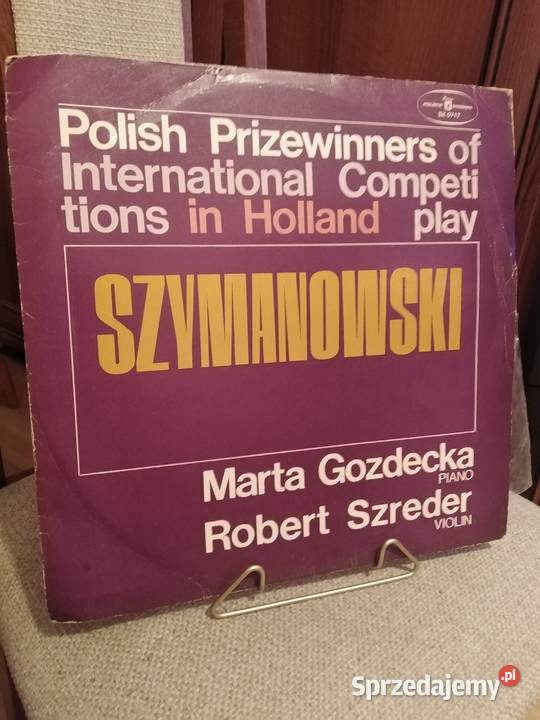 Polish Prizewinners of
International Competi
tions in Holland play
SZYMANOWSKI
Marta Gozdecka
PIANO
Robert Szreder
VIOLIN
Sprzedajemy.pl